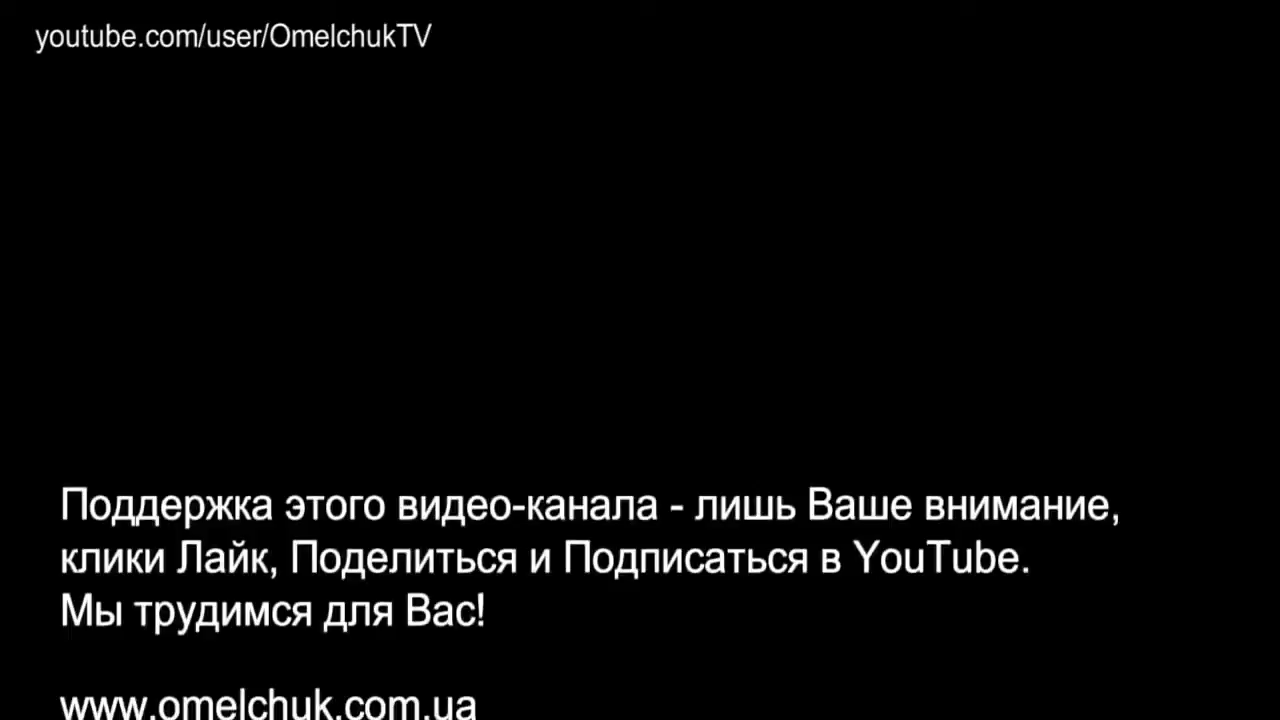 youtube.com/user/OmelchukTV
Поддержка этого видео-канала - лишь Ваше внимание,
клики Лайк, Поделиться и Подписаться в YouTube.
Мы трудимся для Вас!
www.omelchuk.com.ua